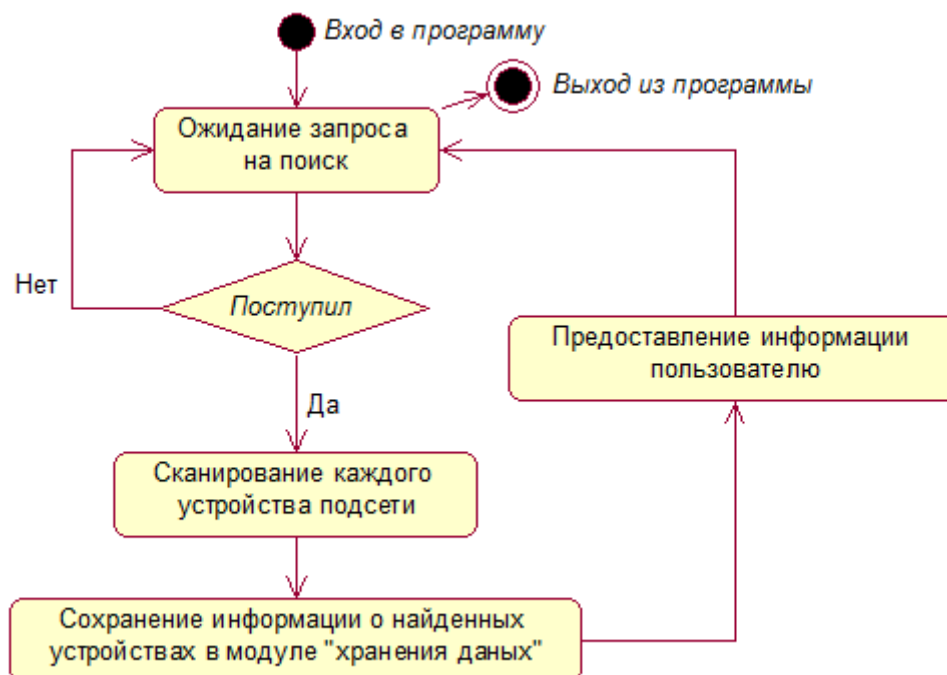 Вход в программу
Выход из программы
Ожидание запроса
на поиск
Нет
Поступил
Предоставление информации
пользователю
Да
Сканирование каждого
устройства подсети
Сохранение информации о найденных
устройствах в модуле "хранения даных"